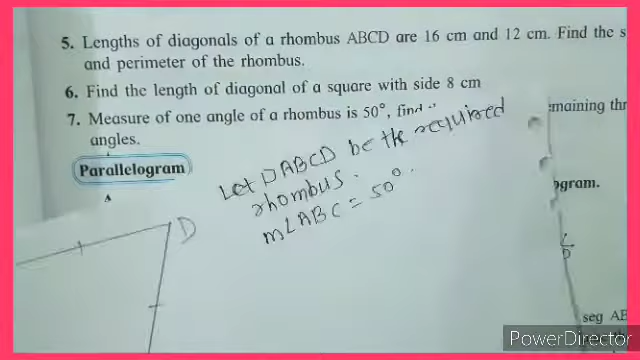 5. Lengths of diagonals of a rhombus ABCD are 16 cm and 12 cm. Find the s
and perimeter of the rhombus.
6. Find the length of diagonal of a square with side 8 cm
7. Measure of one angle of a rhombus is 50°, find
maining thr
angles.
Parallelogram
A
Let □ABCD be the required
rhombus.
m∠ABC = 50°.
ogram.
D
seg AB
PowerDirector